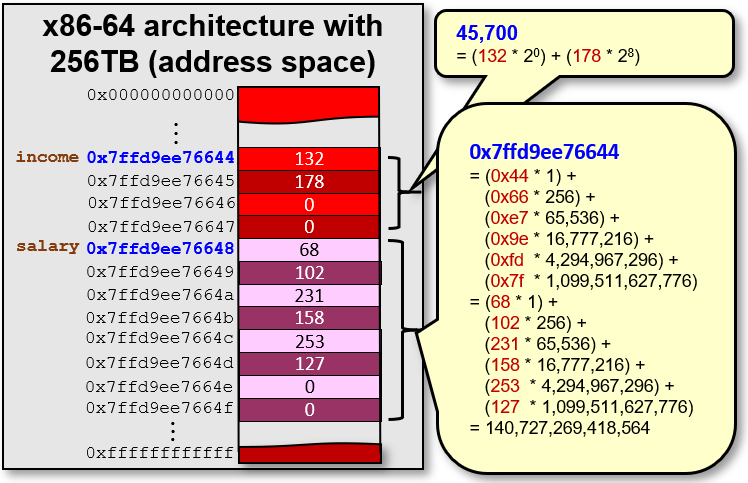 x86-64 architecture with
256TB (address space)
0x000000000000
income 0x7ffd9ee76644 132
0x7ffd9ee76645 178
0x7ffd9ee76646 0
0x7ffd9ee76647 0
salary 0x7ffd9ee76648 68
0x7ffd9ee76649 102
0x7ffd9ee7664a 231
0x7ffd9ee7664b 158
0x7ffd9ee7664c 253
0x7ffd9ee7664d 127
0x7ffd9ee7664e 0
0x7ffd9ee7664f 0
0xffffffffffff
45,700
= (132 * 2⁰) + (178 * 2⁸)
0x7ffd9ee76644
= (0x44 * 1) +
(0x66 * 256) +
(0xe7 * 65,536) +
(0x9e * 16,777,216) +
(0xfd * 4,294,967,296) +
(0x7f * 1,099,511,627,776)
= (68 * 1) +
(102 * 256) +
(231 * 65,536) +
(158 * 16,777,216) +
(253 * 4,294,967,296) +
(127 * 1,099,511,627,776)
= 140,727,269,418,564